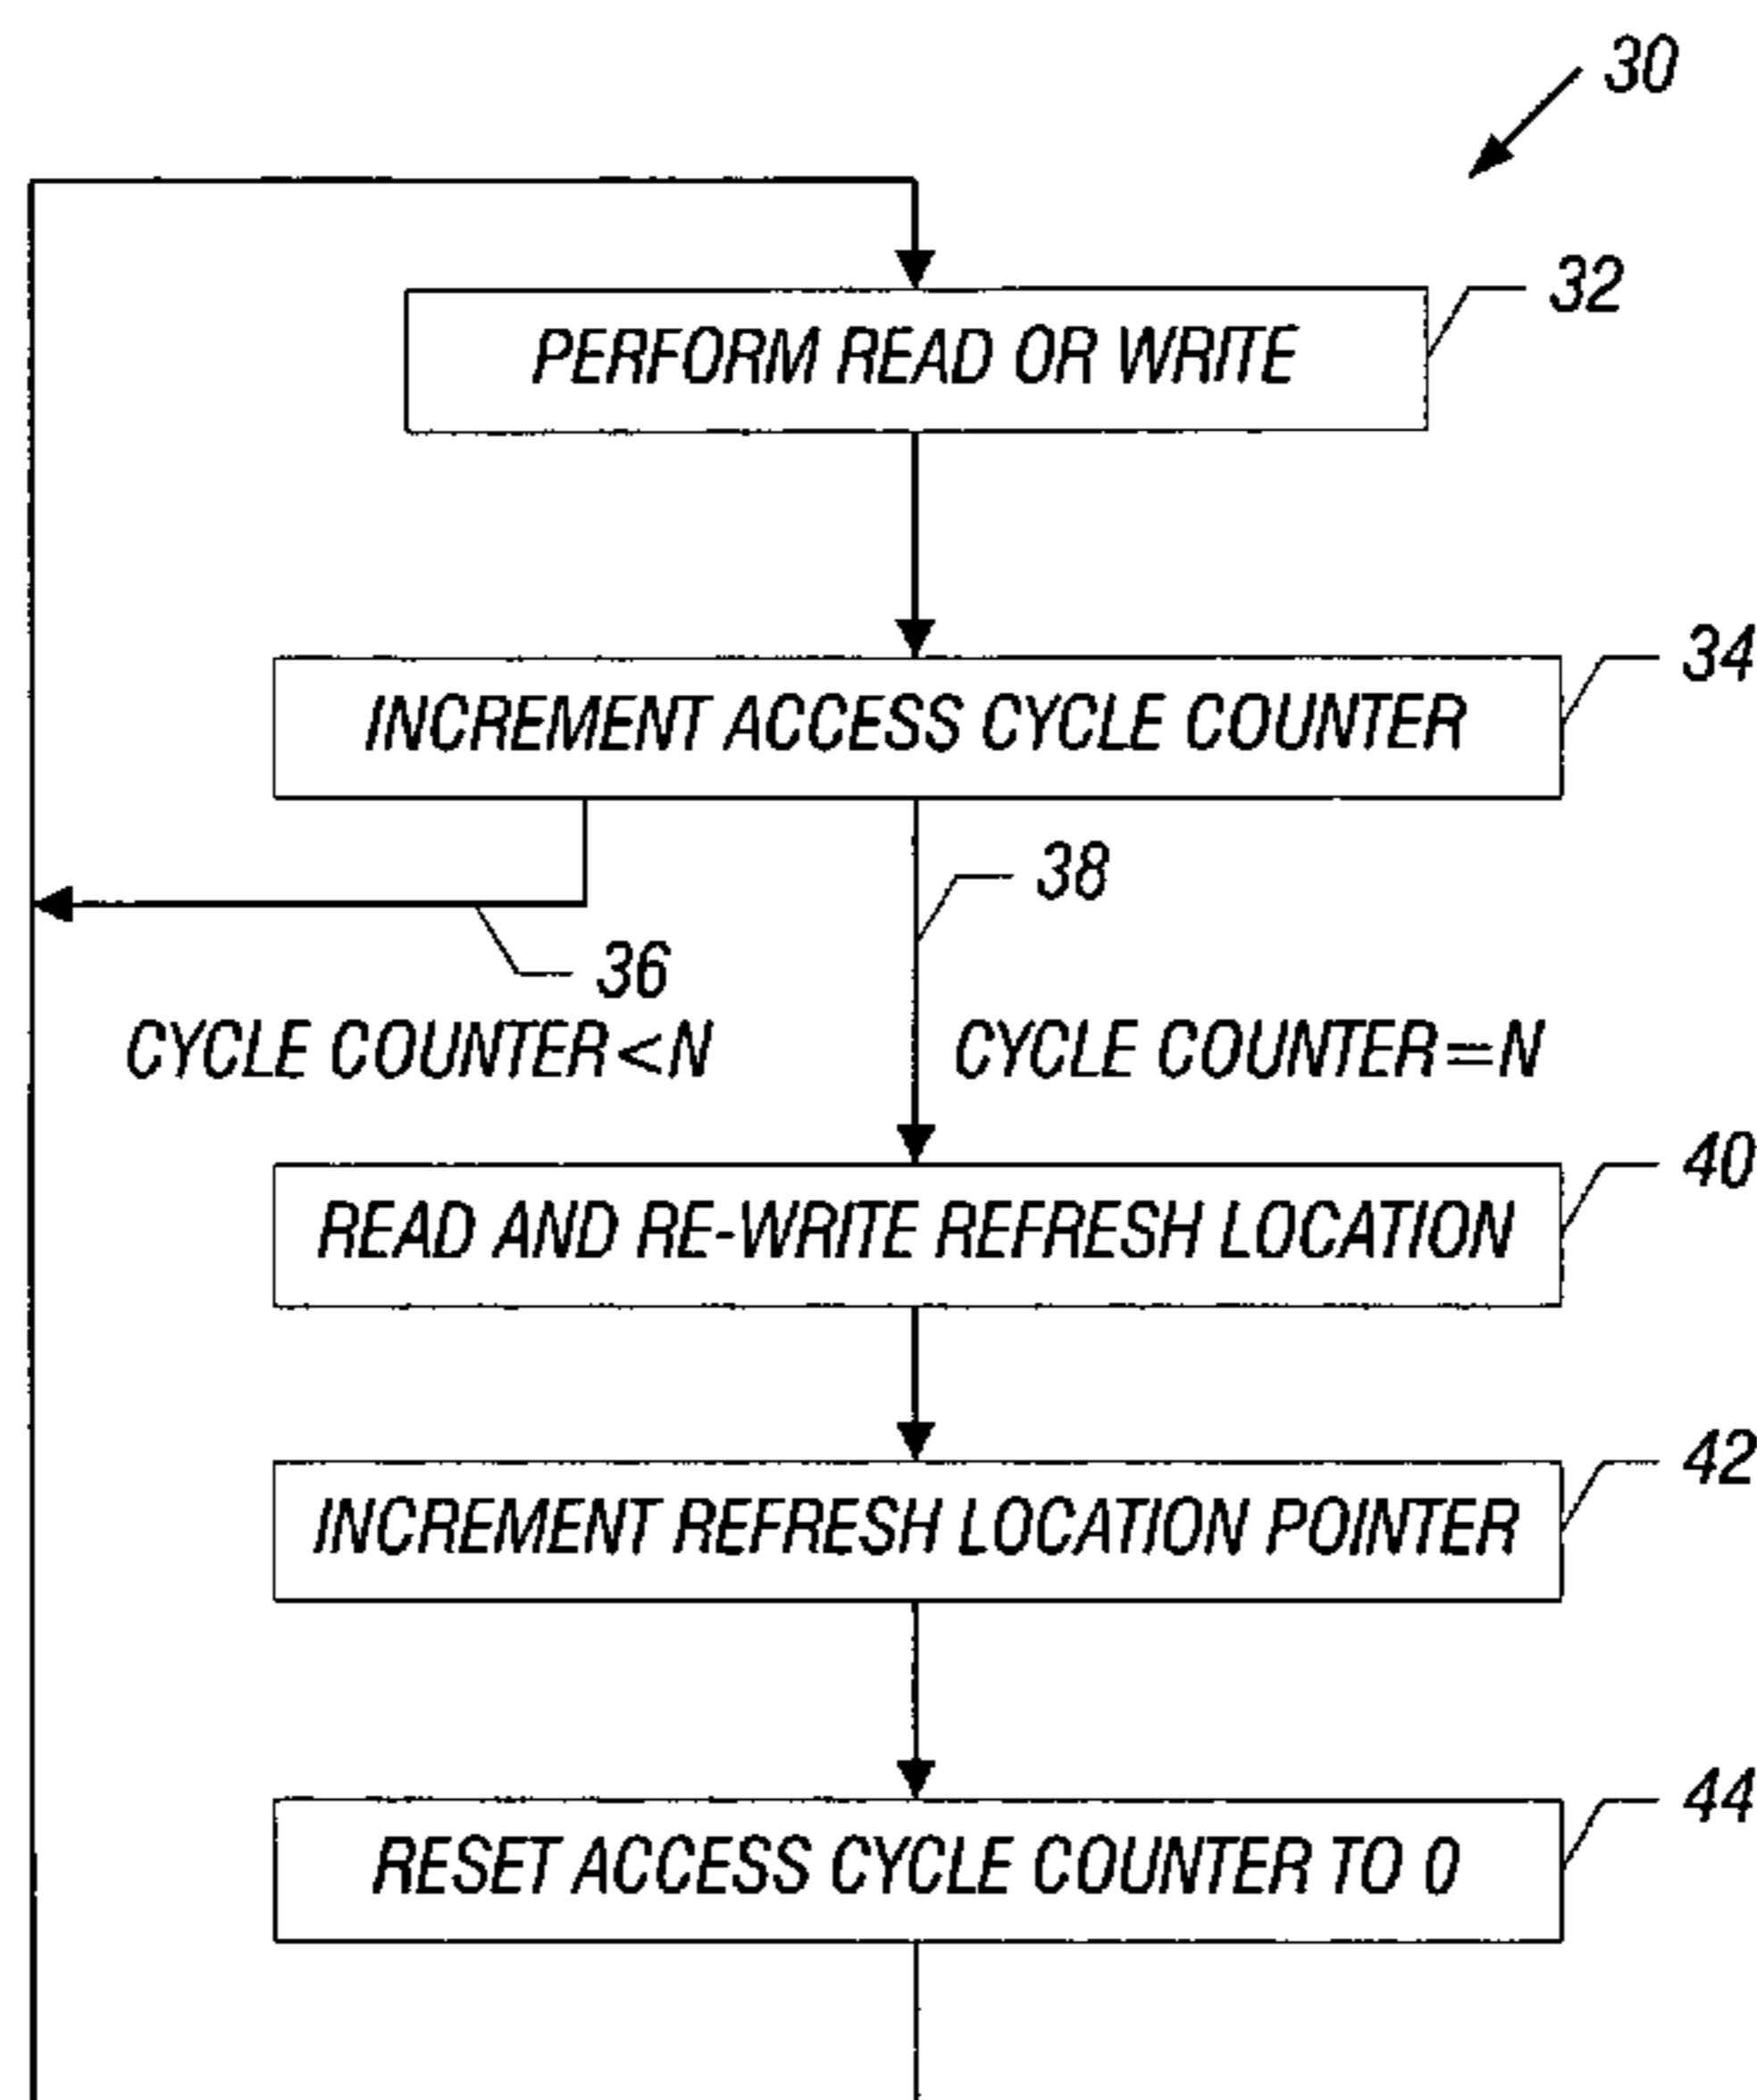 30
PERFORM READ OR WRITE
32
INCREMENT ACCESS CYCLE COUNTER
34
38
36
CYCLE COUNTER<N
CYCLE COUNTER=N
READ AND RE-WRITE REFRESH LOCATION
40
INCREMENT REFRESH LOCATION POINTER
42
RESET ACCESS CYCLE COUNTER TO 0
44